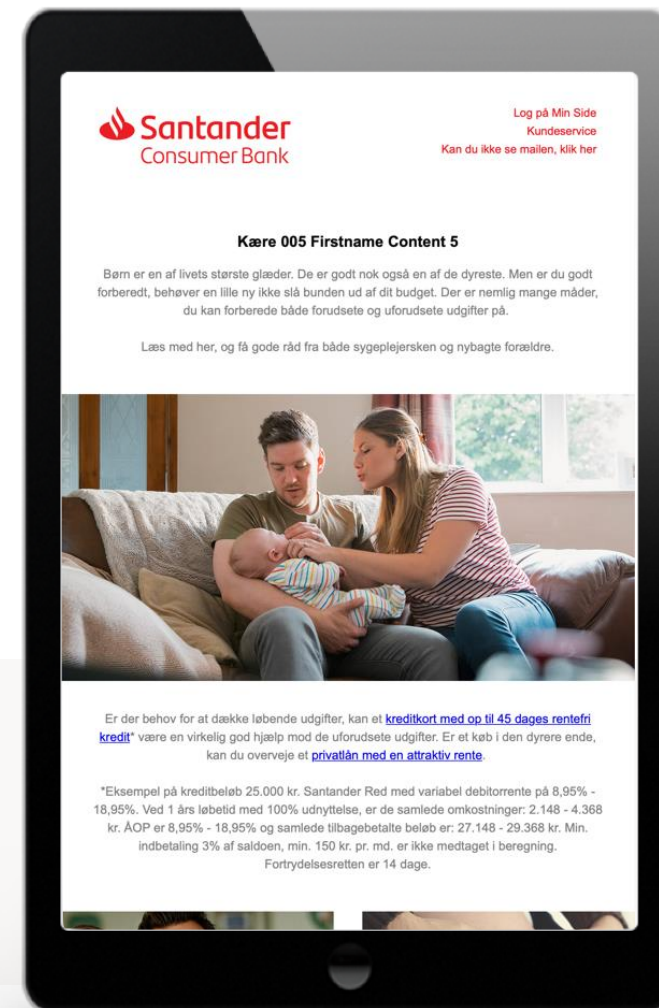 Santander
Consumer Bank
Log på Min Side
Kundeservice
Kan du ikke se mailen, klik her
Kære 005 Firstname Content 5
Børn er en af livets største glæder. De er godt nok også en af de dyreste. Men er du godt
forberedt, behøver en lille ny ikke slå bunden ud af dit budget. Der er nemlig mange måder,
du kan forberede både forudsete og uforudsete udgifter på.
Læs med her, og få gode råd fra både sygeplejersken og nybagte forældre.
Er der behov for at dække løbende udgifter, kan et kreditkort med op til 45 dages rentefri
kredit* være en virkelig god hjælp mod de uforudsete udgifter. Er et køb i den dyrere ende,
kan du overveje et privatlån med en attraktiv rente.
*Eksempel på kreditbeløb 25.000 kr. Santander Red med variabel debitorrente på 8,95% -
18,95%. Ved 1 års løbetid med 100% udnyttelse, er de samlede omkostninger: 2.148 - 4.368
kr. ÅOP er 8,95% - 18,95% og samlede tilbagebetalte beløb er: 27.148 - 29.368 kr. Min.
indbetaling 3% af saldoen, min. 150 kr. pr. md. er ikke medtaget i beregning.
Fortrydelsesretten er 14 dage.